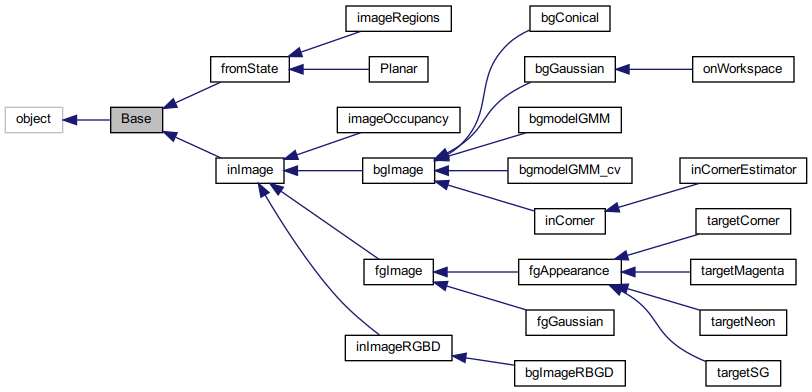 object
Base
fromState
imageRegions
Planar
inImage
imageOccupancy
bgImage
bgConical
bgGaussian
onWorkspace
bgmodelGMM
bgmodelGMM_cv
inCorner
inCornerEstimator
fgImage
fgAppearance
targetCorner
targetMagenta
targetNeon
targetSG
fgGaussian
inImageRGBD
bgImageRBGD